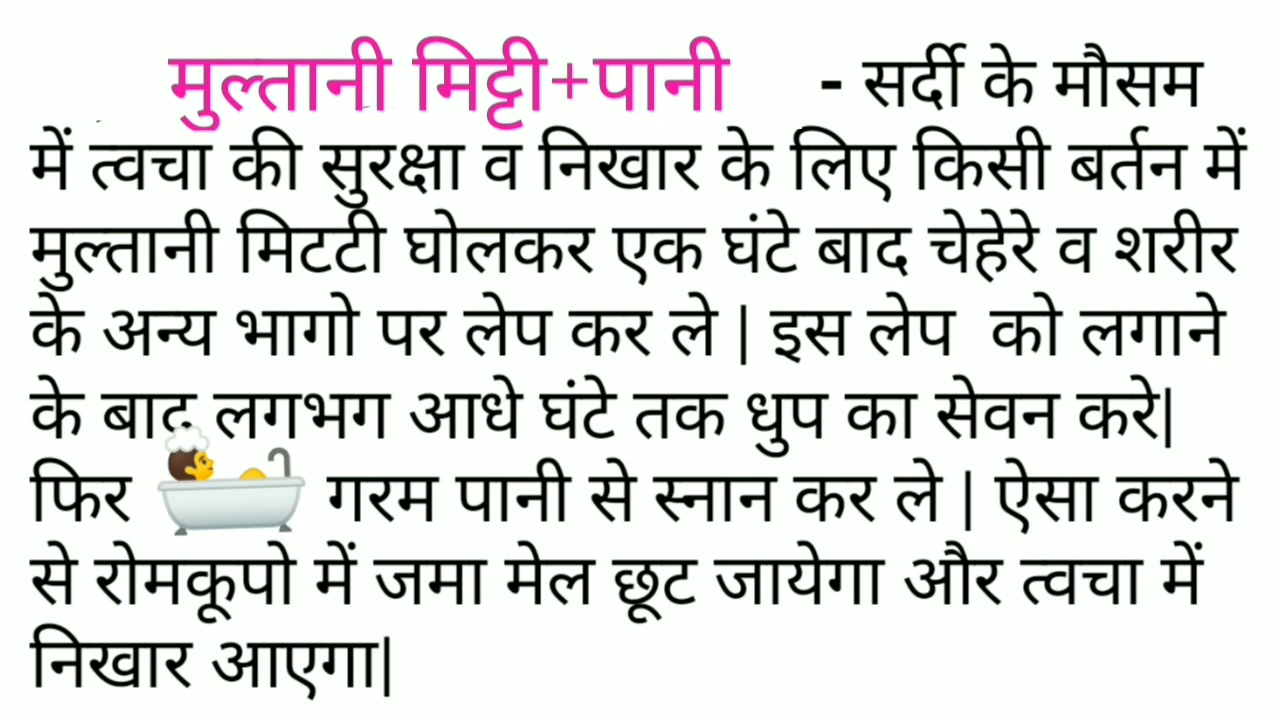 मुल्तानी मिट्टी+पानी - सर्दी के मौसम
में त्वचा की सुरक्षा व निखार के लिए किसी बर्तन में
मुल्तानी मिटटी घोलकर एक घंटे बाद चेहेरे व शरीर
के अन्य भागो पर लेप कर ले | इस लेप को लगाने
के बाद लगभग आधे घंटे तक धुप का सेवन करे|
फिर गरम पानी से स्नान कर ले | ऐसा करने
से रोमकूपो में जमा मेल छूट जायेगा और त्वचा में
निखार आएगा|